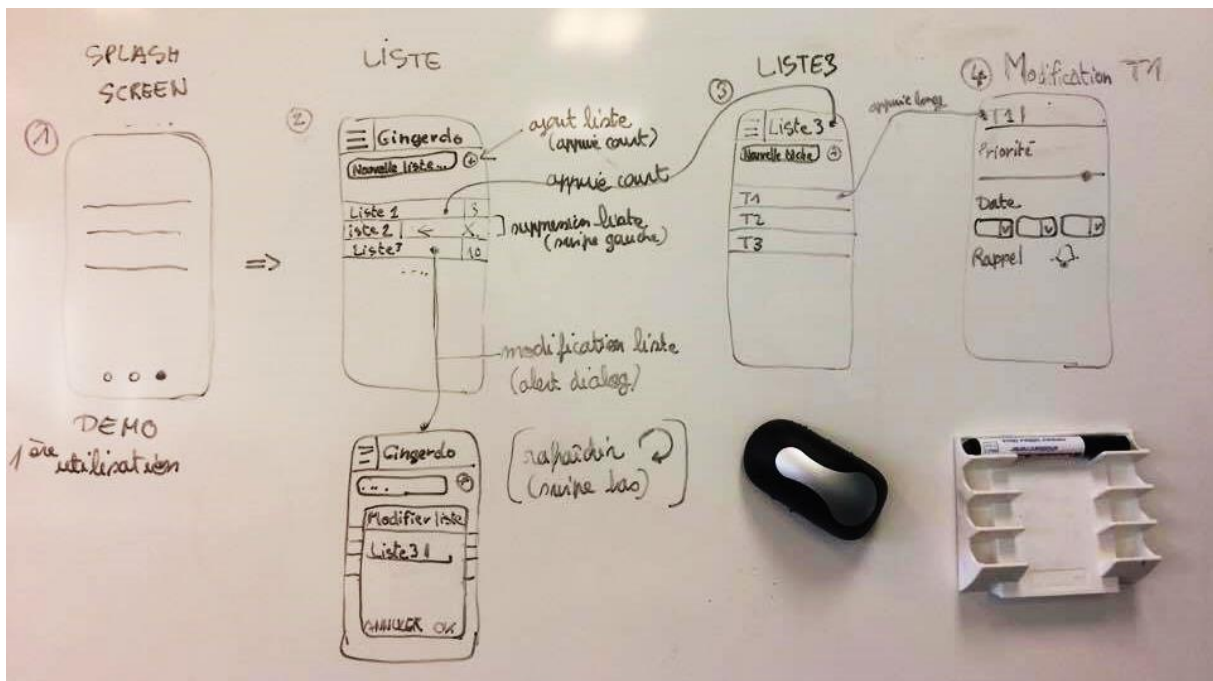 SPLASH
SCREEN
1
DEMO
1ère utilisation
LISTE
2
Gingerdo
Nouvelle liste...
+
Liste 1 5
iste 2 X
Liste 3 10
....
ajout liste
(appui court)
appui court
suppression liste
(swipe gauche)
modification liste
(alert dialog)
Gingerdo
...
Modifier liste
Liste 3
ANNULER OK
rafraîchir
(swipe bas)
LISTE3
3
Liste 3
Nouvelle tâche
+
T1
T2
T3
appui long
4 Modification T1
T1
Priorité
Date
Rappel